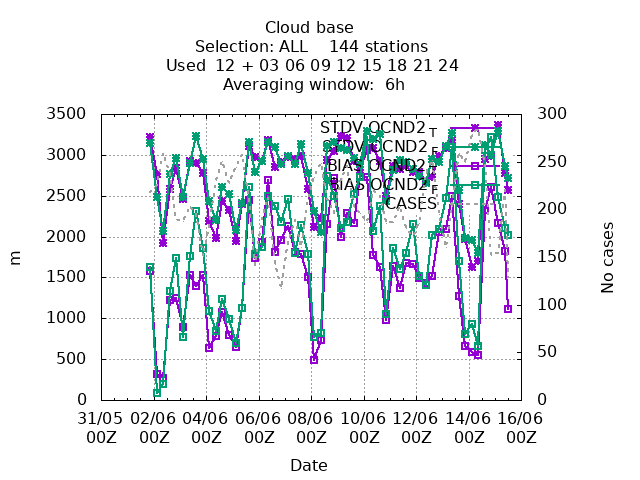 Cloud base
Selection: ALL    144 stations
Used  12 + 03 06 09 12 15 18 21 24
Averaging window:  6h
3500
3000
2500
2000
1500
1000
500
0
m
300
250
200
150
100
50
0
No cases
STDV OCND2 T
STDV OCND2 F
BIAS OCND2 T
BIAS OCND2 F
CASES
31/05 02/06 04/06 06/06 08/06 10/06 12/06 14/06 16/06
00Z 00Z 00Z 00Z 00Z 00Z 00Z 00Z 00Z
Date